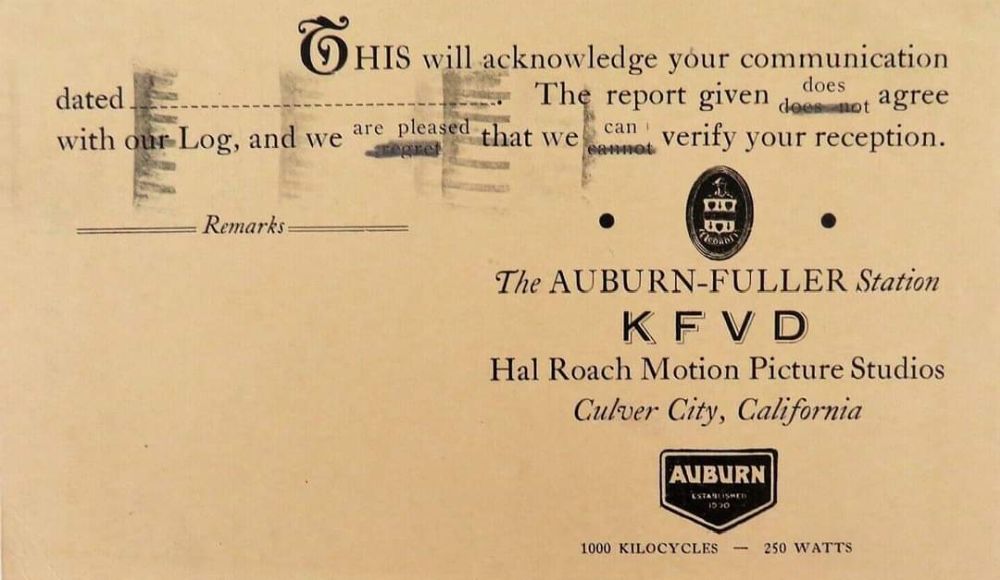 THIS will acknowledge your communication
dated. The report given does does not agree
with our Log, and we are pleased regret that we can cannot verify your reception.
Remarks
The AUBURN-FULLER Station
KFVD
Hal Roach Motion Picture Studios
Culver City, California
AUBURN
ESTABLISHED
1000 KILOCYCLES — 250 WATTS